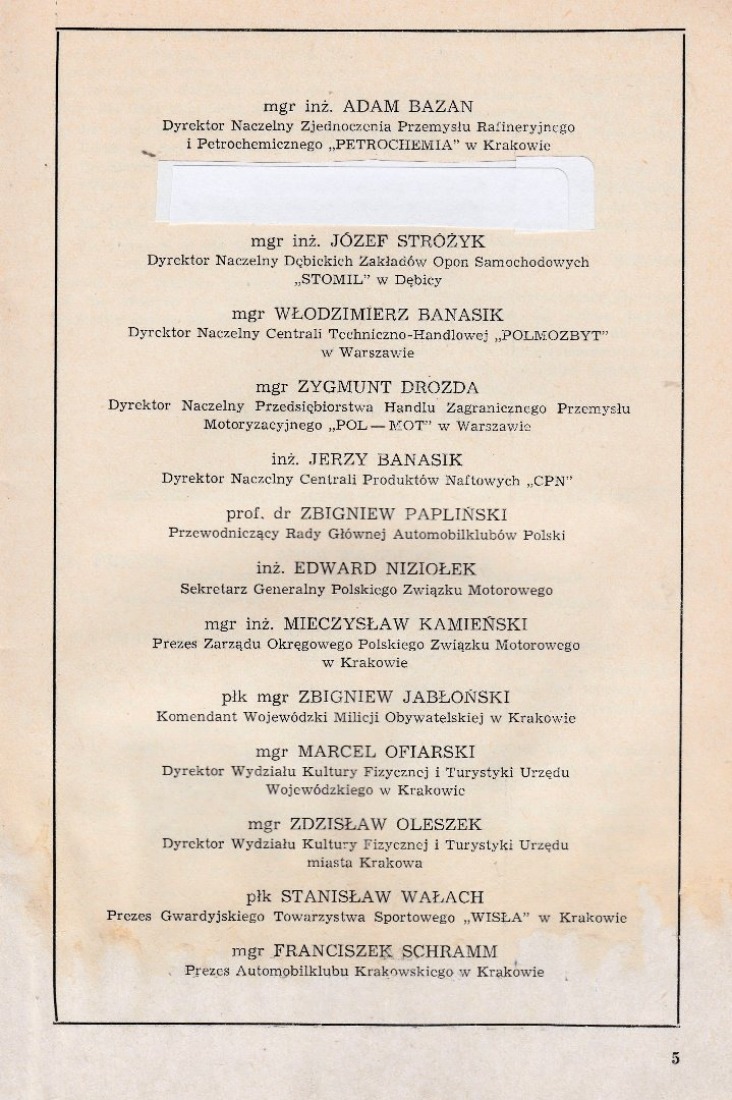 mgr inż. ADAM BAZAN
Dyrektor Naczelny Zjednoczenia Przemysłu Rafineryjnego
i Petrochemicznego „PETROCHEMIA” w Krakowie
mgr inż. JÓZEF STRÓŻYK
Dyrektor Naczelny Dębickich Zakładów Opon Samochodowych
„STOMIL” w Dębicy
mgr WŁODZIMIERZ BANASIK
Dyrektor Naczelny Centrali Techniczno-Handlowej „POLMOZBYT”
w Warszawie
mgr ZYGMUNT DROZDA
Dyrektor Naczelny Przedsiębiorstwa Handlu Zagranicznego Przemysłu
Motoryzacyjnego „POL — MOT” w Warszawie
inż. JERZY BANASIK
Dyrektor Naczelny Centrali Produktów Naftowych „CPN”
prof. dr ZBIGNIEW PAPLIŃSKI
Przewodniczący Rady Głównej Automobilklubów Polski
inż. EDWARD NIZIOŁEK
Sekretarz Generalny Polskiego Związku Motorowego
mgr inż. MIECZYSŁAW KAMIEŃSKI
Prezes Zarządu Okręgowego Polskiego Związku Motorowego
w Krakowie
płk mgr ZBIGNIEW JABŁOŃSKI
Komendant Wojewódzki Milicji Obywatelskiej w Krakowie
mgr MARCEL OFIARSKI
Dyrektor Wydziału Kultury Fizycznej i Turystyki Urzędu
Wojewódzkiego w Krakowie
mgr ZDZISŁAW OLESZEK
Dyrektor Wydziału Kultury Fizycznej i Turystyki Urzędu
miasta Krakowa
płk STANISŁAW WAŁACH
Prezes Gwardyjskiego Towarzystwa Sportowego „WISŁA” w Krakowie
mgr FRANCISZEK SCHRAMM
Prezes Automobilklubu Krakowskiego w Krakowie
5